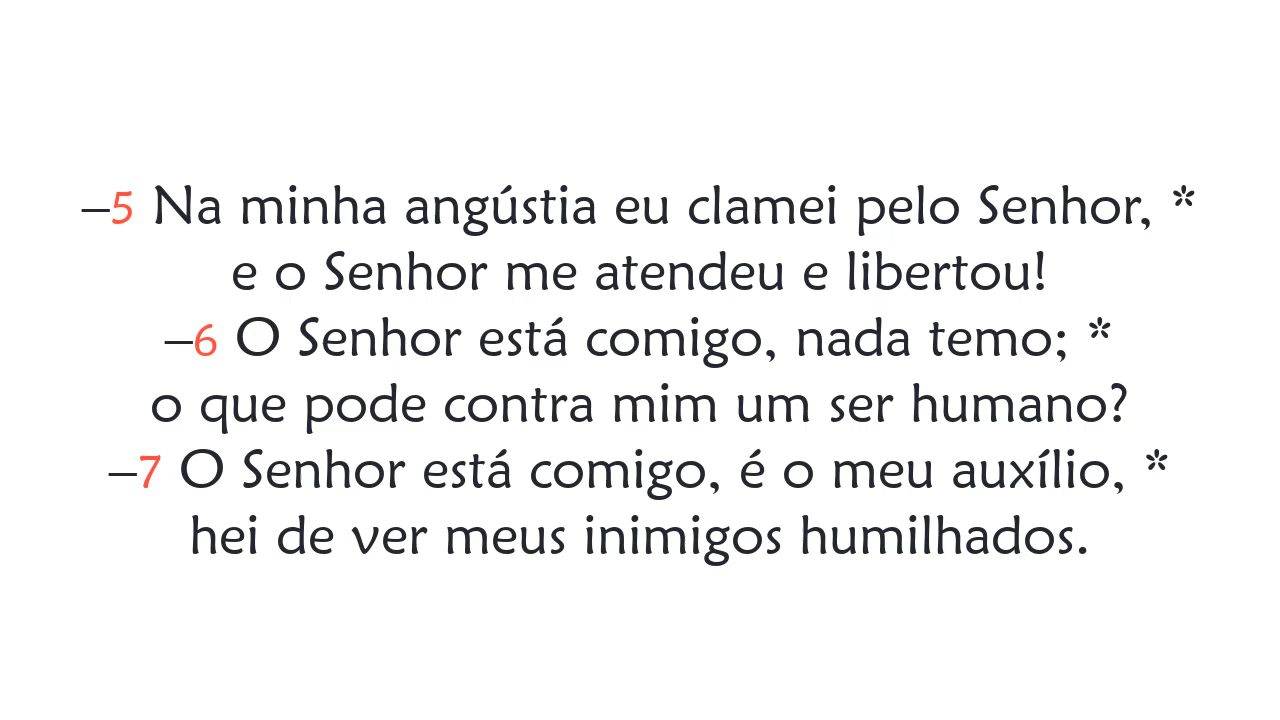 –5 Na minha angústia eu clamei pelo Senhor, *
e o Senhor me atendeu e libertou!
–6 O Senhor está comigo, nada temo; *
o que pode contra mim um ser humano?
–7 O Senhor está comigo, é o meu auxílio, *
hei de ver meus inimigos humilhados.